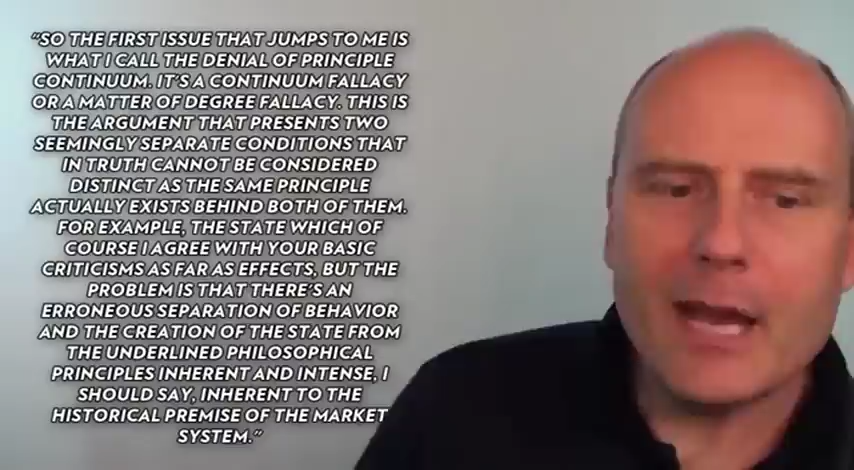 "SO THE FIRST ISSUE THAT JUMPS TO ME IS
WHAT I CALL THE DENIAL OF PRINCIPLE
CONTINUUM. IT'S A CONTINUUM FALLACY
OR A MATTER OF DEGREE FALLACY. THIS IS
THE ARGUMENT THAT PRESENTS TWO
SEEMINGLY SEPARATE CONDITIONS THAT
IN TRUTH CANNOT BE CONSIDERED
DISTINCT AS THE SAME PRINCIPLE
ACTUALLY EXISTS BEHIND BOTH OF THEM.
FOR EXAMPLE, THE STATE WHICH OF
COURSE I AGREE WITH YOUR BASIC
CRITICISMS AS FAR AS EFFECTS, BUT THE
PROBLEM IS THAT THERE'S AN
ERRONEOUS SEPARATION OF BEHAVIOR
AND THE CREATION OF THE STATE FROM
THE UNDERLINED PHILOSOPHICAL
PRINCIPLES INHERENT AND INTENSE, I
SHOULD SAY, INHERENT TO THE
HISTORICAL PREMISE OF THE MARKET
SYSTEM."